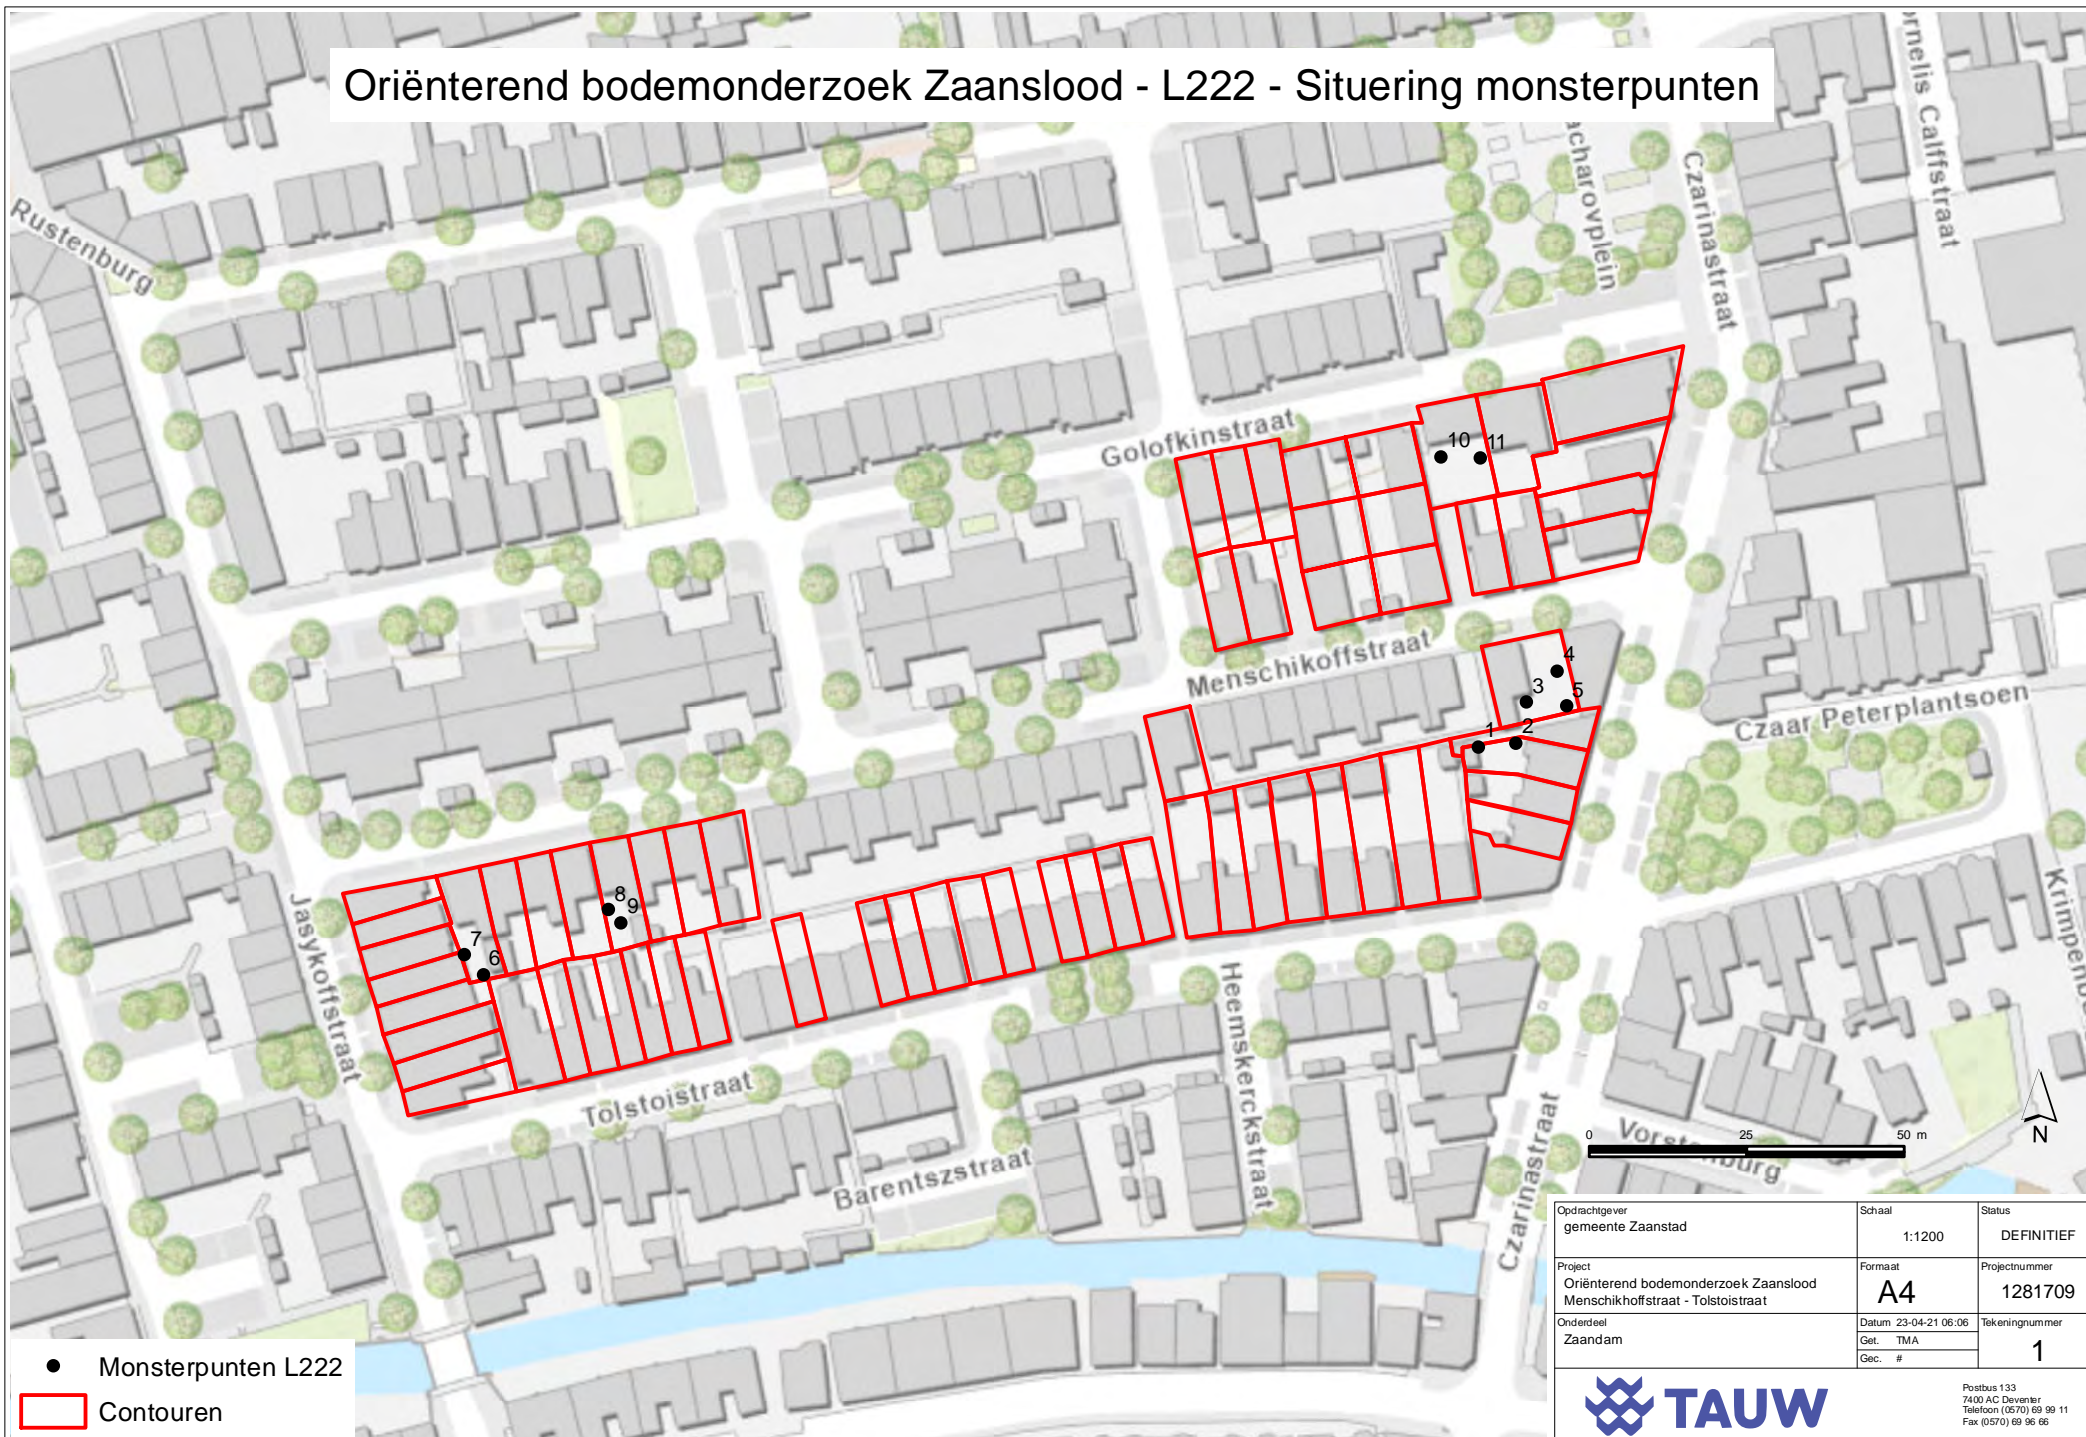 Oriënterend bodemonderzoek Zaanslood - L222 - Situering monsterpunten
Rustenburg
acharovplein
Czarinastraat
ornelis Calffstraat
Golofkinstraat
10
11
Menschikoffstraat
4
3
5
1
2
Czaar Peterplantsoen
8
9
7
6
Jasykoffstraat
Tolstoistraat
Heemskerckstraat
Barentszstraat
Czarinastraat
0 25 50 m
N
Opdrachtgever
gemeente Zaanstad
Schaal
1:1200
Status
DEFINITIEF
Project
Oriënterend bodemonderzoek Zaanslood
Menschikhoffstraat - Tolstoistraat
Formaat
A4
Projectnummer
1281709
Onderdeel
Zaandam
Datum 23-04-21 06:06
Get. TMA
Gec. #
Tekeningnummer
1
TAUW
Postbus 133
7400 AC Deventer
Telefoon (0570) 69 99 11
Fax (0570) 69 96 66
Monsterpunten L222
Contouren